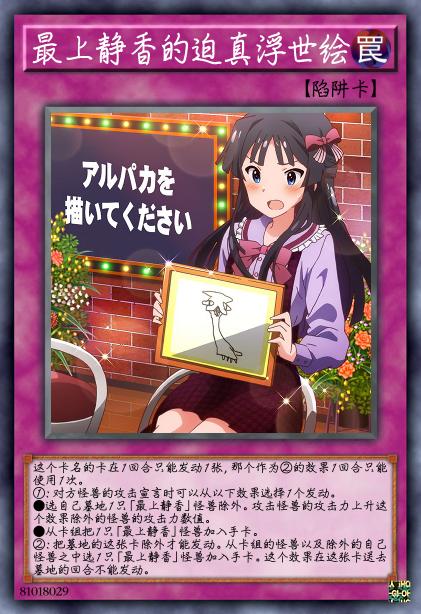 最上静香的迫真浮世绘
罠
【陷阱卡】
アルパカを
描いてください
这个卡名的卡在1回合只能发动1张，那个作为②的效果1回合只能
使用1次。
①：对方怪兽的攻击宣言时可以从以下效果选择1个发动。
●选自己墓地1只「最上静香」怪兽除外。攻击怪兽的攻击力上升这
个数除外的怪兽的攻击力数值。
●从卡组把1只「最上静香」怪兽加入手卡。
②：把墓地的这张卡除外才能发动。从卡组的怪兽以及除外的自己
怪兽之中选1只「最上静香」怪兽加入手卡。这个效果在这张卡送去
墓地的回合不能发动。
81018029